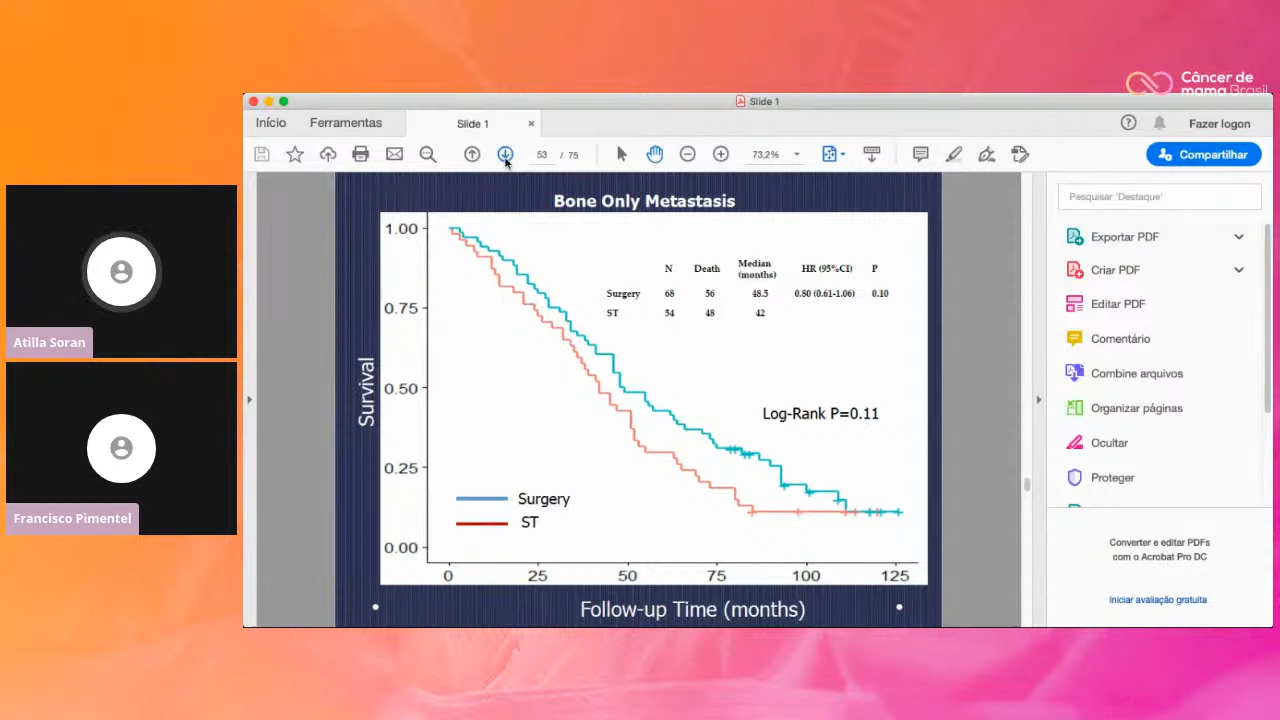 Câncer de
mama Brasil
Slide 1
Início Ferramentas Slide 1 × ? Fazer logon
53 / 75 73,2% Compartilhar
Bone Only Metastasis
Survival
1.00
0.75
0.50
0.25
0.00
N Death Median (months) HR (95%CI) P
Surgery 68 56 48.5 0.80 (0.61-1.06) 0.10
ST 54 48 42
Log-Rank P=0.11
Surgery
ST
0 25 50 75 100 125
Follow-up Time (months)
Pesquisar 'Destaque'
Exportar PDF
Criar PDF
Editar PDF
Comentário
Combine arquivos
Organizar páginas
Ocultar
Proteger
Converter e editar PDFs
com o Acrobat Pro DC
Iniciar avaliação gratuita
Atilla Soran
Francisco Pimentel